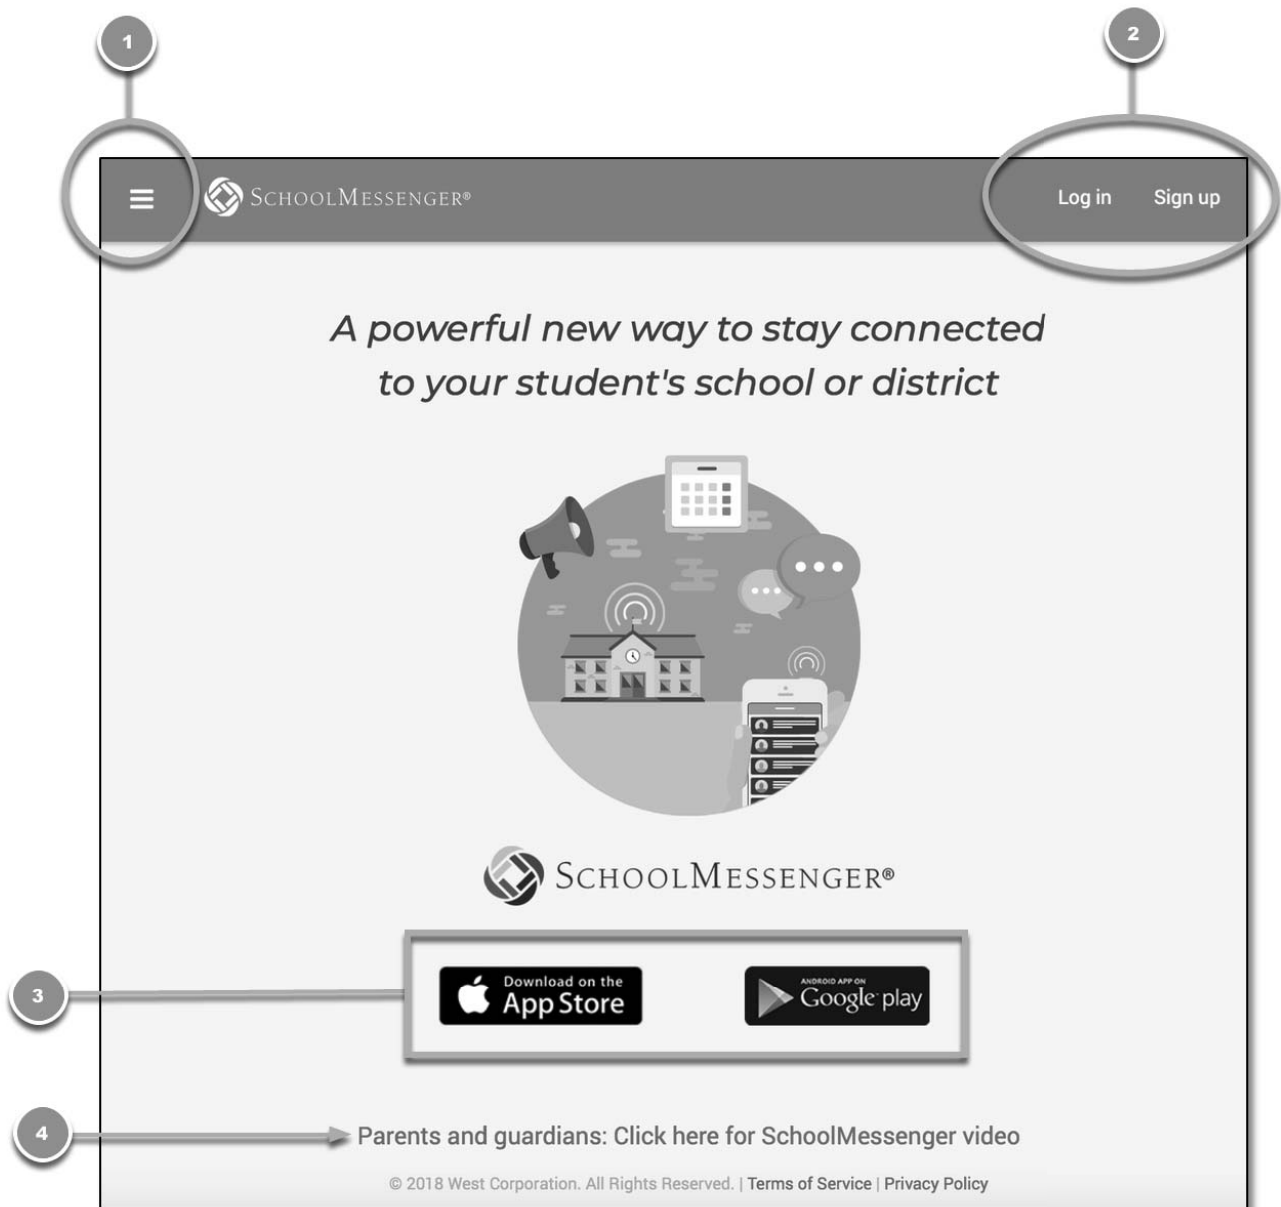 1
2
SCHOOLMESSENGER®
Log in
Sign up
A powerful new way to stay connected
to your student's school or district
SCHOOLMESSENGER®
3
Download on the
App Store
ANDROID APP ON
Google play
4
Parents and guardians: Click here for SchoolMessenger video
© 2018 West Corporation. All Rights Reserved. | Terms of Service | Privacy Policy